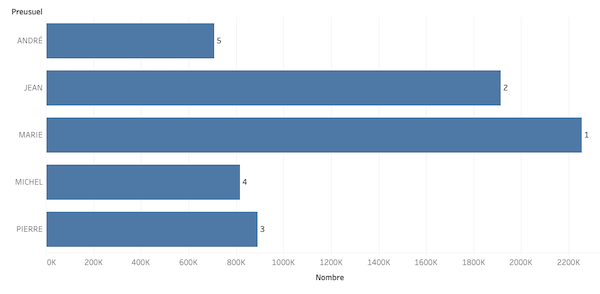 Preusuel
ANDRÉ 5
JEAN 2
MARIE 1
MICHEL 4
PIERRE 3
0K 200K 400K 600K 800K 1000K 1200K 1400K 1600K 1800K 2000K 2200K
Nombre